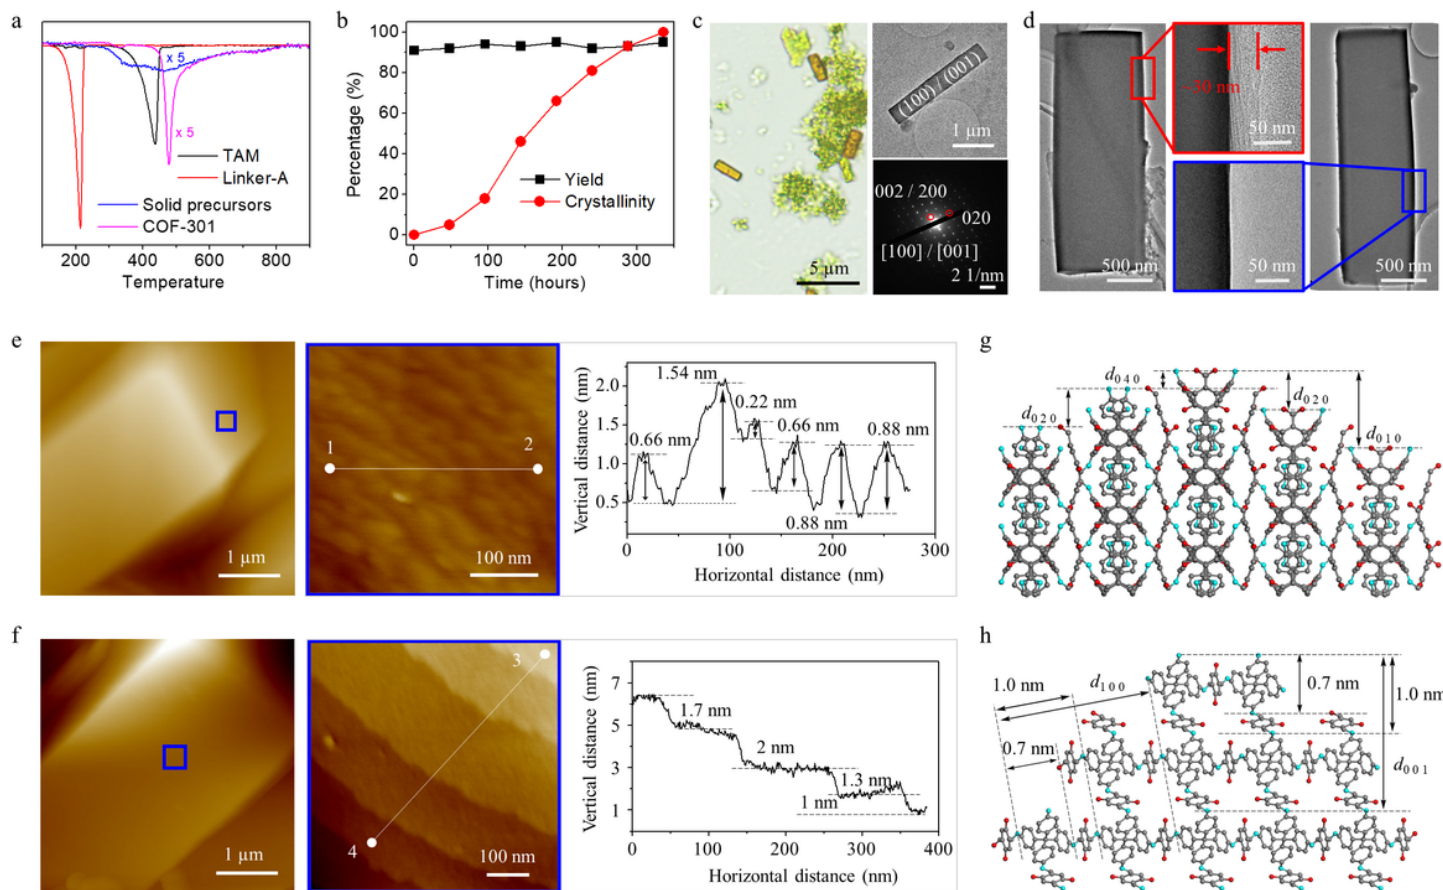 a
x 5
x 5
TAM
Linker-A
Solid precursors
COF-301
200 400 600 800
Temperature
b
Percentage (%)
100
80
60
40
20
0
Yield
Crystallinity
0 100 200 300
Time (hours)
c
5 μm
(100) / (001)
1 μm
002 / 200
020
[100] / [001]
2 1/nm
d
500 nm
~30 nm
50 nm
50 nm
500 nm
e
1 μm
1
2
100 nm
Vertical distance (nm)
2.0
1.5
1.0
0.5
1.54 nm
0.22 nm
0.66 nm
0.66 nm
0.88 nm
0.88 nm
0 100 200 300
Horizontal distance (nm)
g
d040
d020
d020
d010
f
1 μm
3
4
100 nm
Vertical distance (nm)
7
5
3
1
1.7 nm
2 nm
1.3 nm
1 nm
0 100 200 300 400
Horizontal distance (nm)
h
1.0 nm
d100
0.7 nm
0.7 nm
1.0 nm
d001